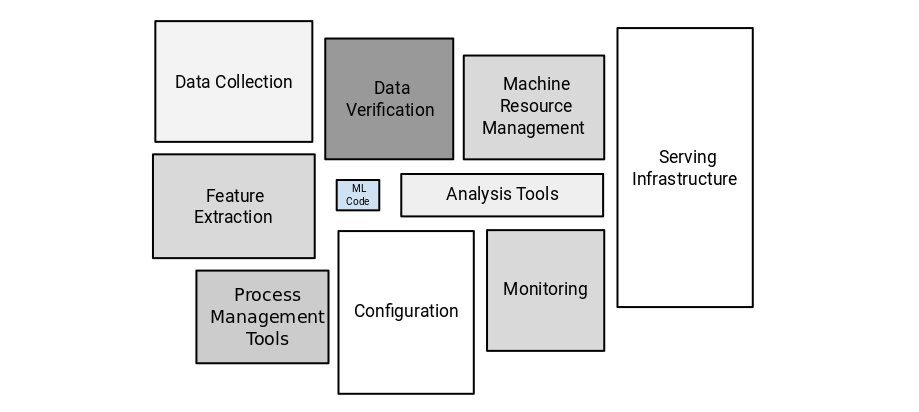 Data Collection
Data
Verification
Machine
Resource
Management
Serving
Infrastructure
Feature
Extraction
ML
Code
Analysis Tools
Process
Management
Tools
Configuration
Monitoring